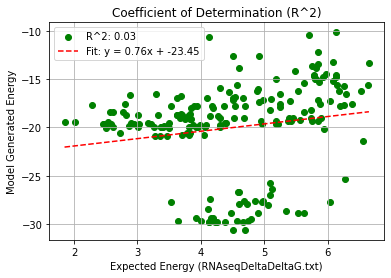 Coefficient of Determination (R^2)
R^2: 0.03
Fit: y = 0.76x + -23.45
−10
−15
−20
−25
−30
Model Generated Energy
2
3
4
5
6
Expected Energy (RNAseqDeltaDeltaG.txt)